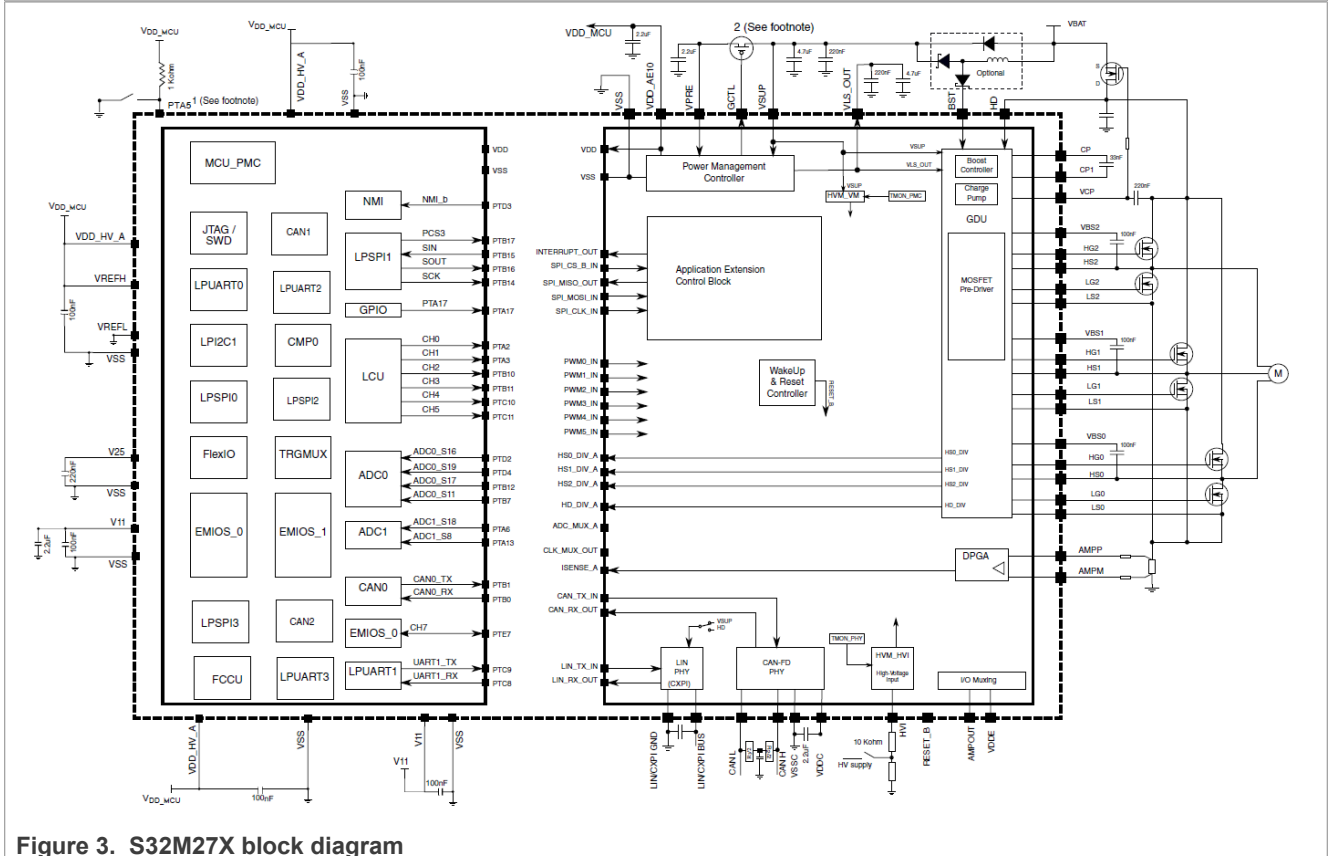 VDD_MCU
1 Kohm
PTA5 1 (See footnote)
VDD_MCU
VDD_HV_A
100nF
VSS
VDD_MCU
2.2uF
2 (See footnote)
2.2uF
4.7uF
220nF
VBAT
Optional
S
D
VSS
VDD_AE10
VPRE
GCTL
VSUP
VLS_OUT
220nF
4.7uF
BST
HD
MCU_PMC
JTAG /
SWD
CAN1
LPUART0
LPUART2
LPI2C1
CMP0
LPSPI0
LPSPI2
FlexIO
TRGMUX
EMIOS_0
EMIOS_1
LPSPI3
CAN2
FCCU
LPUART3
VDD
VSS
NMI
NMI_b
PTD3
LPSPI1
PCS3
PTB17
SIN
PTB15
SOUT
PTB16
SCK
PTB14
GPIO
PTA17
PTA17
LCU
CH0
PTA2
CH1
PTA3
CH2
PTB10
CH3
PTB11
CH4
PTC10
CH5
PTC11
ADC0
ADC0_S16
PTD2
ADC0_S19
PTD4
ADC0_S17
PTB12
ADC0_S11
PTB7
ADC1
ADC1_S18
PTA6
ADC1_S8
PTA13
CAN0
CAN0_TX
PTB1
CAN0_RX
PTB0
EMIOS_0
CH7
PTE7
LPUART1
UART1_TX
PTC9
UART1_RX
PTC8
VDD_MCU
VDD_HV_A
VREFH
100nF
VREFL
VSS
V25
220nF
VSS
V11
2.2uF
100nF
VSS
VDD_HV_A
VSS
V11
VSS
VDD_MCU
100nF
V11
100nF
VDD
VSS
Power Management
Controller
VSUP
VLS_OUT
VSUP
HVM_VM
TMON_PMC
Boost
Controller
Charge
Pump
GDU
MOSFET
Pre-Driver
INTERRUPT_OUT
SPI_CS_B_IN
SPI_MISO_OUT
SPI_MOSI_IN
SPI_CLK_IN
Application Extension
Control Block
PWM0_IN
PWM1_IN
PWM2_IN
PWM3_IN
PWM4_IN
PWM5_IN
WakeUp
& Reset
Controller
RESET_B
HS0_DIV_A
HS0_DIV
HS1_DIV_A
HS1_DIV
HS2_DIV_A
HS2_DIV
HD_DIV_A
HD_DIV
ADC_MUX_A
CLK_MUX_OUT
ISENSE_A
DPGA
CAN_TX_IN
CAN_RX_OUT
VSUP
HD
LIN_TX_IN
LIN_RX_OUT
LIN
PHY
(CXPI)
CAN-FD
PHY
TMON_PHY
HVM_HVI
High-Voltage
Input
I/O Muxing
CP
33nF
CP1
VCP
220nF
VBS2
100nF
HG2
HS2
LG2
LS2
VBS1
100nF
HG1
HS1
M
LG1
LS1
VBS0
100nF
HG0
HS0
LG0
LS0
AMPP
AMPM
LIN/CXPI GND
LIN/CXPI BUS
CAN L
CAN H
VSSC
2.2uF
VDDC
HVI
10 Kohm
HV supply
RESET_B
AMPOUT
VDDE
Figure 3. S32M27X block diagram